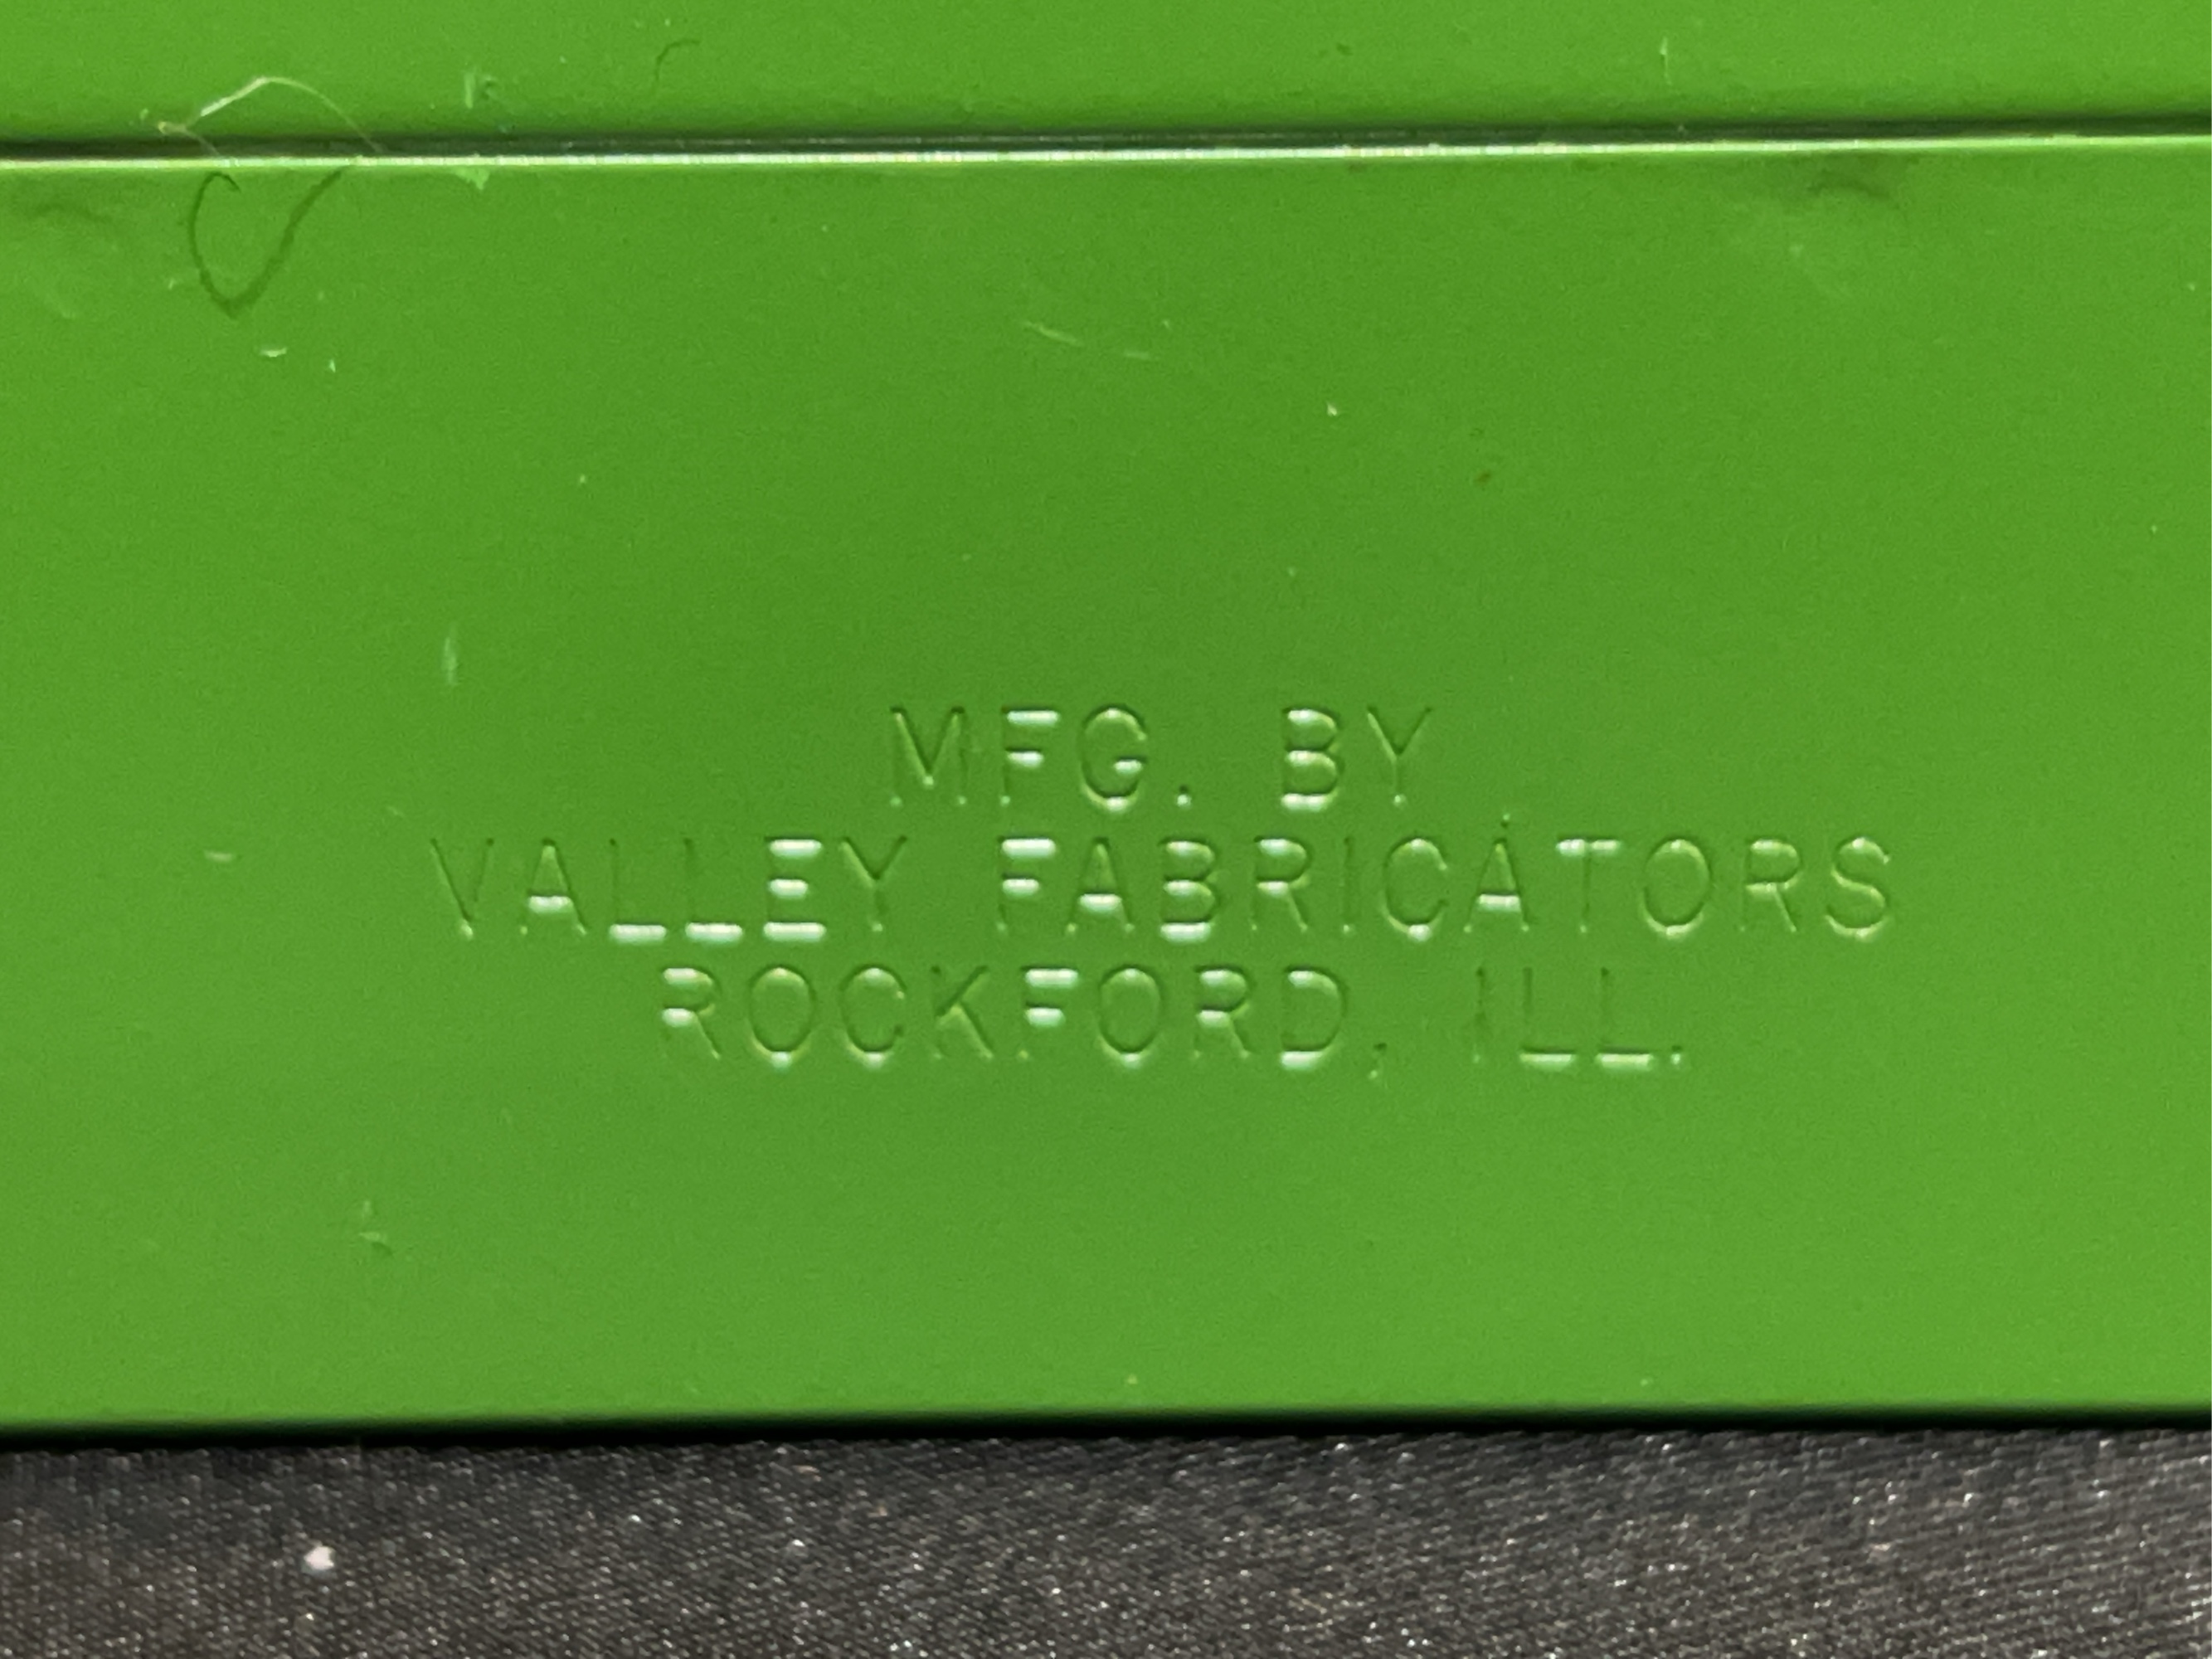 MFG. BY
VALLEY FABRICATORS
ROCKFORD, ILL.